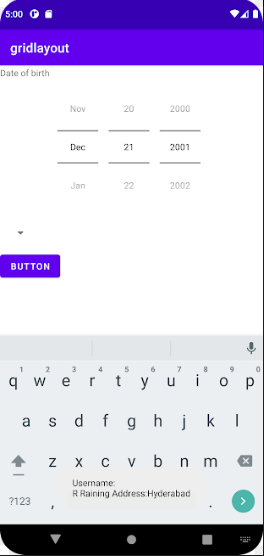 5:00
gridlayout
Date of birth
Nov 20 2000
Dec 21 2001
Jan 22 2002
BUTTON
1 2 3 4 5 6 7 8 9 0
q w e r t y u i o p
a s d f g h j k l
z x c v b n m
Username:
R Raining Address:Hyderabad
?123 , .